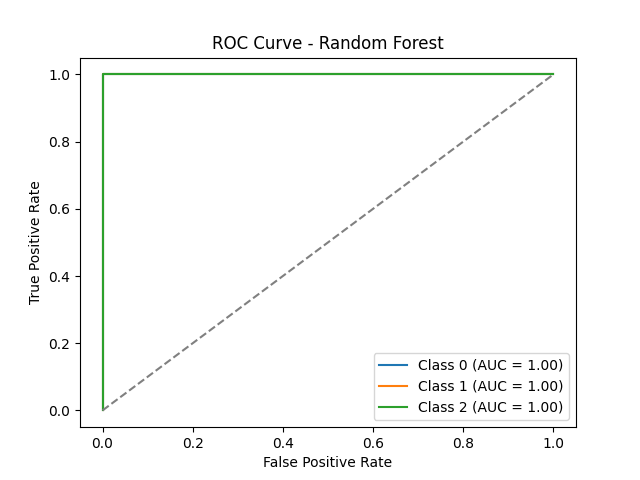 ROC Curve - Random Forest
True Positive Rate
1.0
0.8
0.6
0.4
0.2
0.0
Class 0 (AUC = 1.00)
Class 1 (AUC = 1.00)
Class 2 (AUC = 1.00)
0.0 0.2 0.4 0.6 0.8 1.0
False Positive Rate